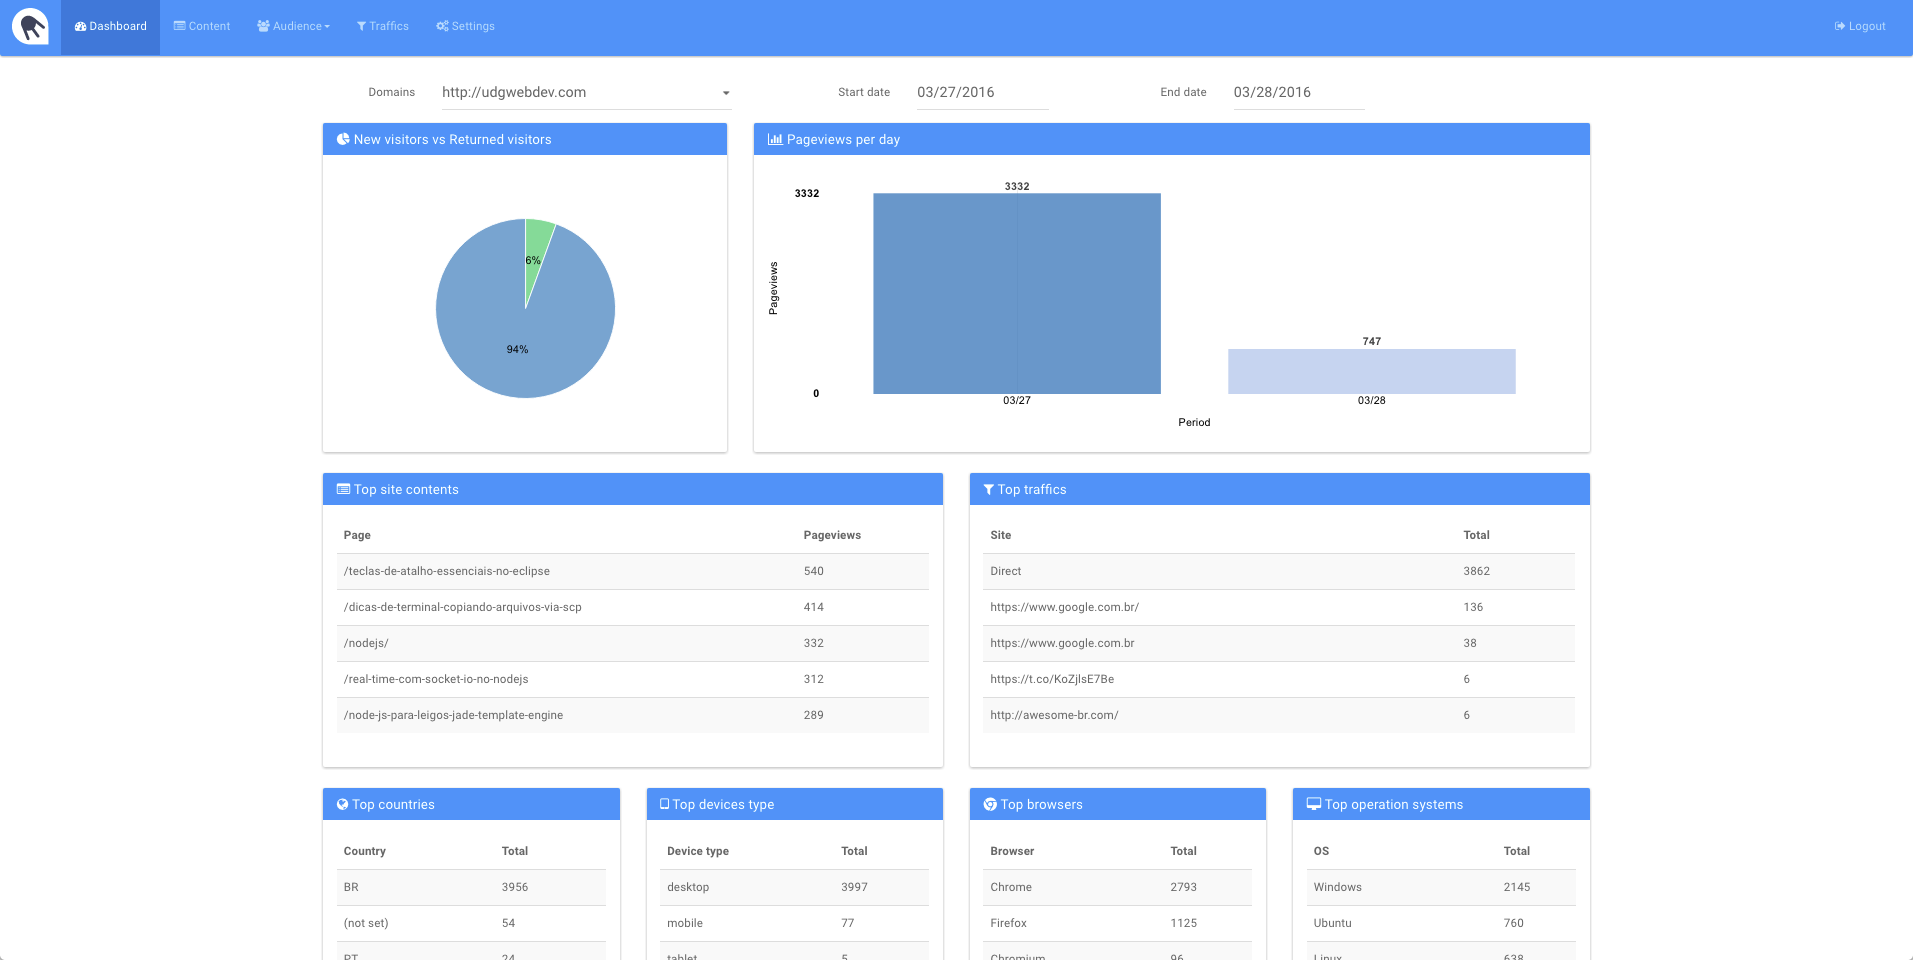 Dashboard Content Audience Traffics Settings Logout
Domains http://udgwebdev.com Start date 03/27/2016 End date 03/28/2016
New visitors vs Returned visitors
6%
94%
Pageviews per day
3332
3332
Pageviews
747
0
03/27 03/28
Period
Top site contents
Page Pageviews
/teclas-de-atalho-essenciais-no-eclipse 540
/dicas-de-terminal-copiando-arquivos-via-scp 414
/nodejs/ 332
/real-time-com-socket-io-no-nodejs 312
/node-js-para-leigos-jade-template-engine 289
Top traffics
Site Total
Direct 3862
https://www.google.com.br/ 136
https://www.google.com.br 38
https://t.co/KoZjlsE7Be 6
http://awesome-br.com/ 6
Top countries
Country Total
BR 3956
(not set) 54
PT 24
Top devices type
Device type Total
desktop 3997
mobile 77
tablet 5
Top browsers
Browser Total
Chrome 2793
Firefox 1125
Chromium 96
Top operation systems
OS Total
Windows 2145
Ubuntu 760
Linux 638